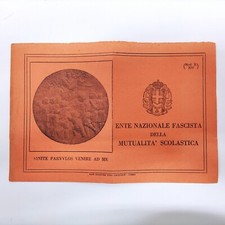 ENTE NAZIONALE FASCISTA
DELLA
MUTUALITA' SCOLASTICA
SINITE PARVULOS VENIRE AD ME